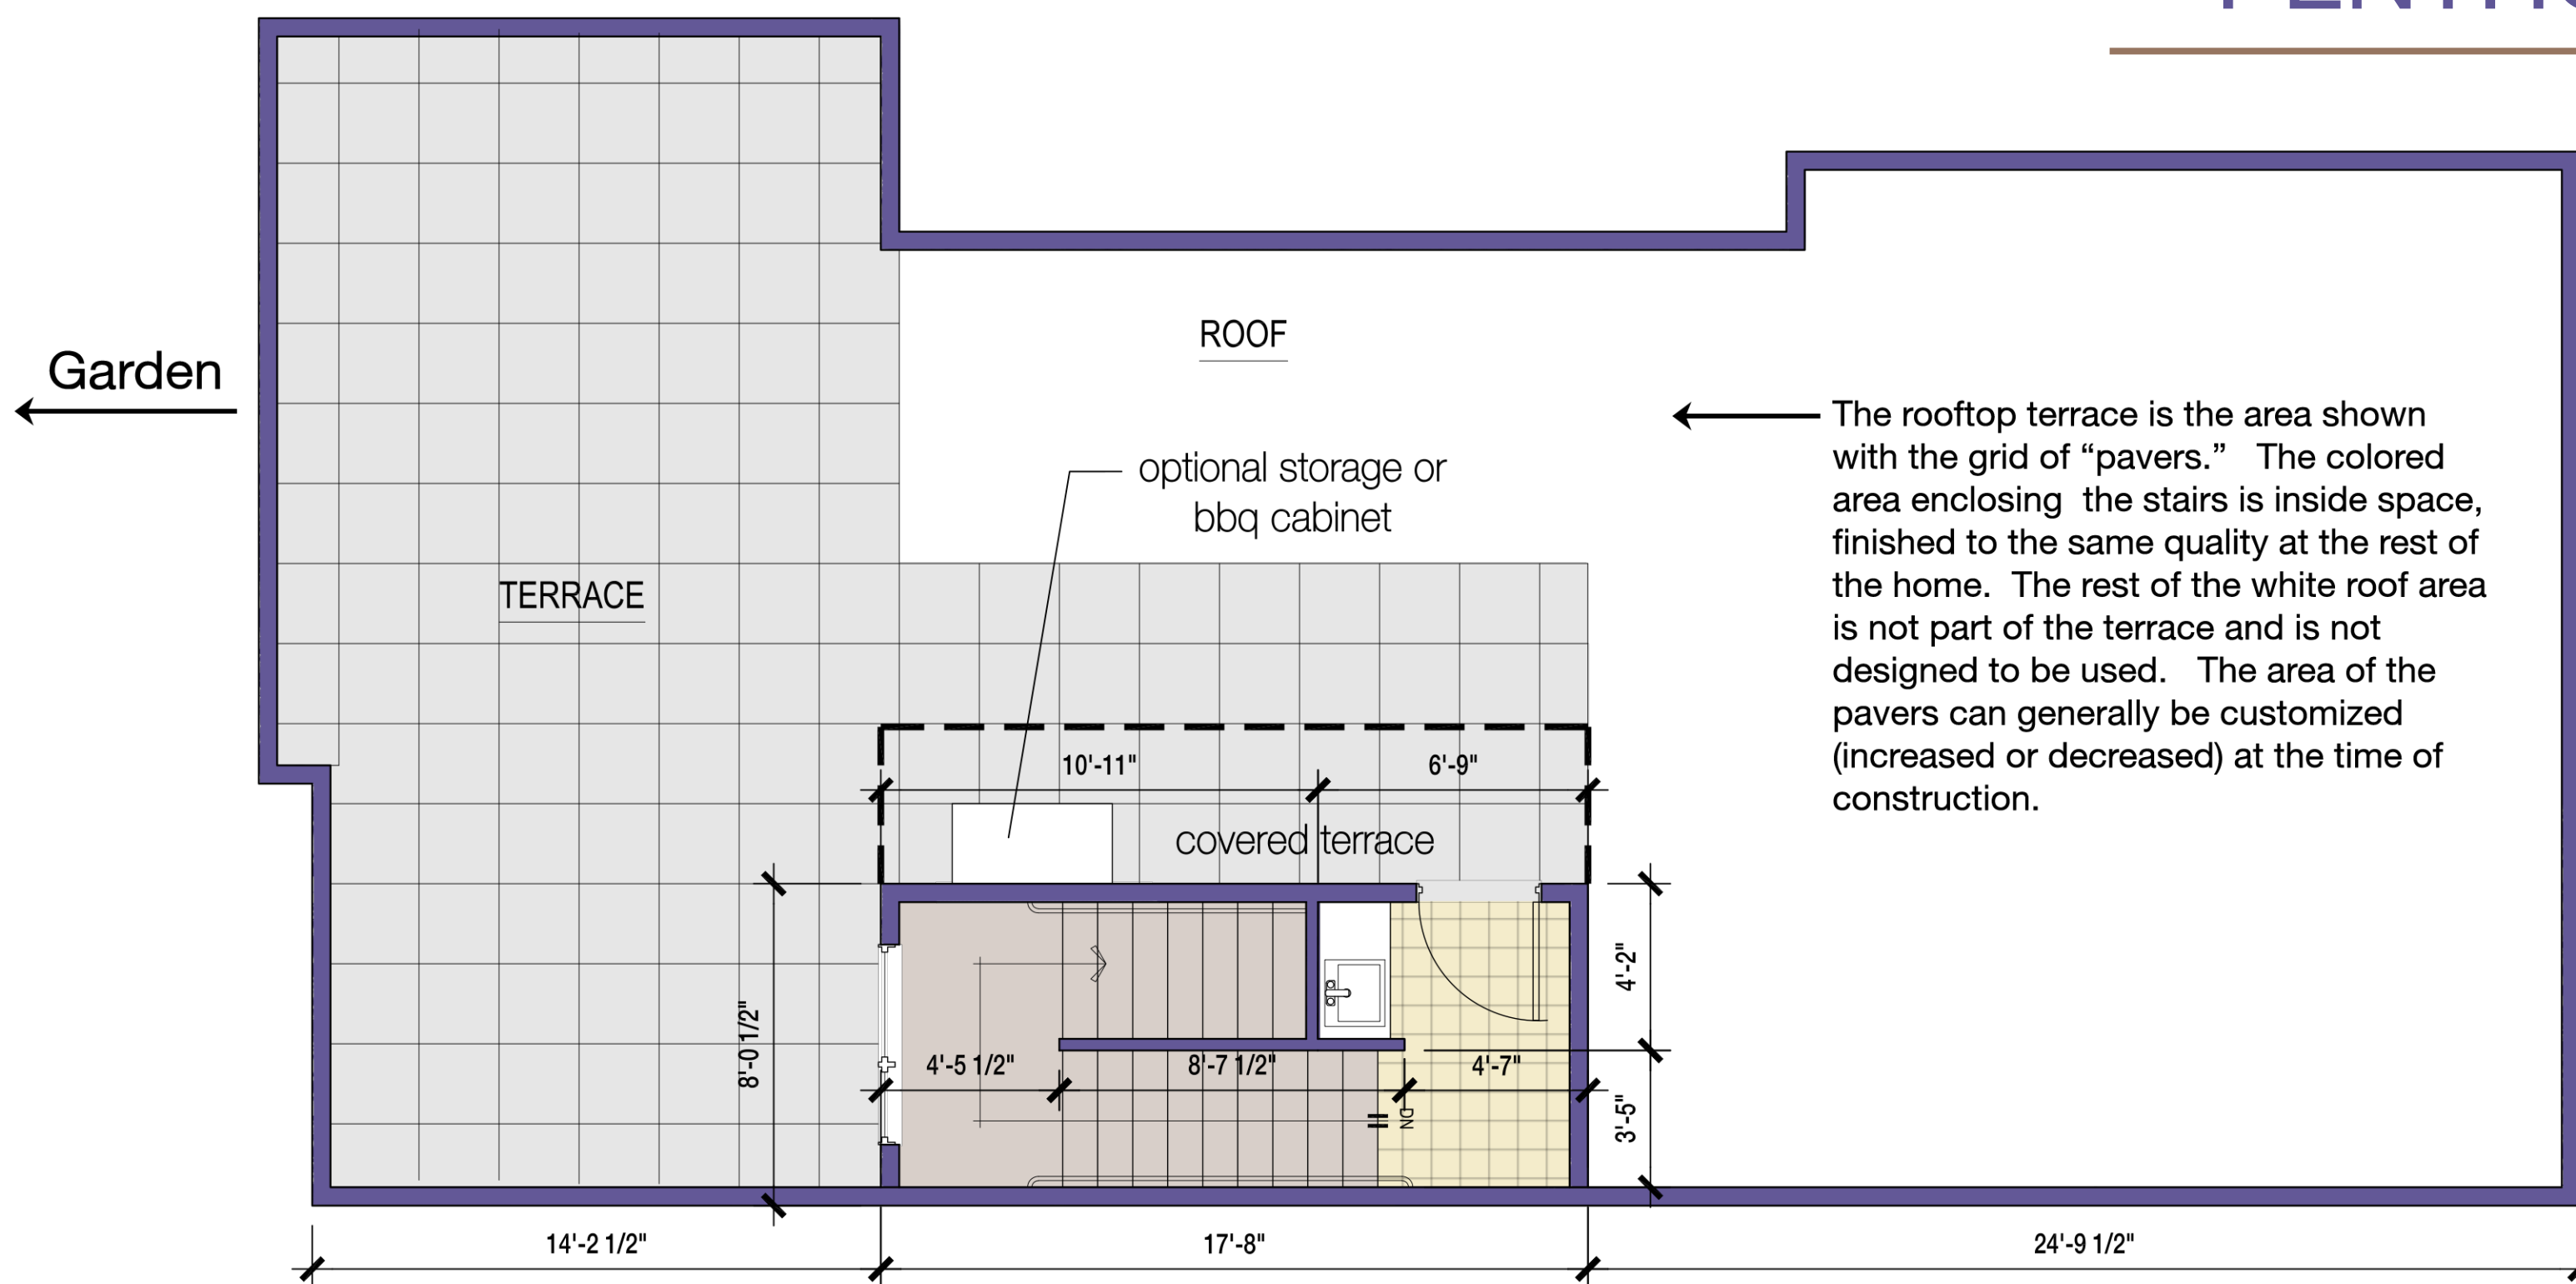 Garden
ROOF
optional storage or
bbq cabinet
The rooftop terrace is the area shown
with the grid of “pavers.”   The colored
area enclosing  the stairs is inside space,
finished to the same quality at the rest of
the home.  The rest of the white roof area
is not part of the terrace and is not
designed to be used.   The area of the
pavers can generally be customized
(increased or decreased) at the time of
construction.
TERRACE
10'-11"
6'-9"
covered terrace
8'-0 1/2"
4'-5 1/2"
8'-7 1/2"
4'-7"
DN
4'-2"
3'-5"
14'-2 1/2"
17'-8"
24'-9 1/2"